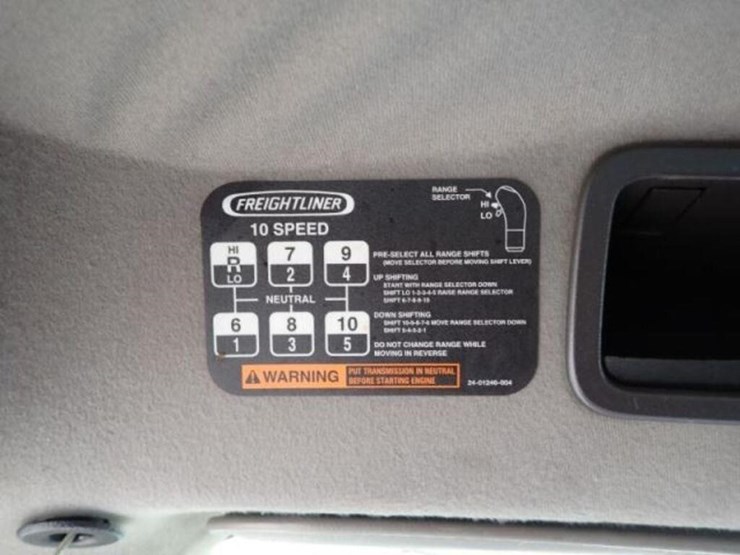 FREIGHTLINER
10 SPEED
RANGE
SELECTOR
HI
LO
HI
R
LO
7
2
9
4
NEUTRAL
6
1
8
3
10
5
PRE-SELECT ALL RANGE SHIFTS
(MOVE SELECTOR BEFORE MOVING SHIFT LEVER)
UP SHIFTING
START WITH RANGE SELECTOR DOWN
SHIFT LO 1-2-3-4-5 RAISE RANGE SELECTOR
SHIFT 6-7-8-9-10
DOWN SHIFTING
SHIFT 10-9-8-7-6 MOVE RANGE SELECTOR DOWN
SHIFT 5-4-3-2-1
DO NOT CHANGE RANGE WHILE
MOVING IN REVERSE
WARNING
PUT TRANSMISSION IN NEUTRAL
BEFORE STARTING ENGINE
24-01246-004